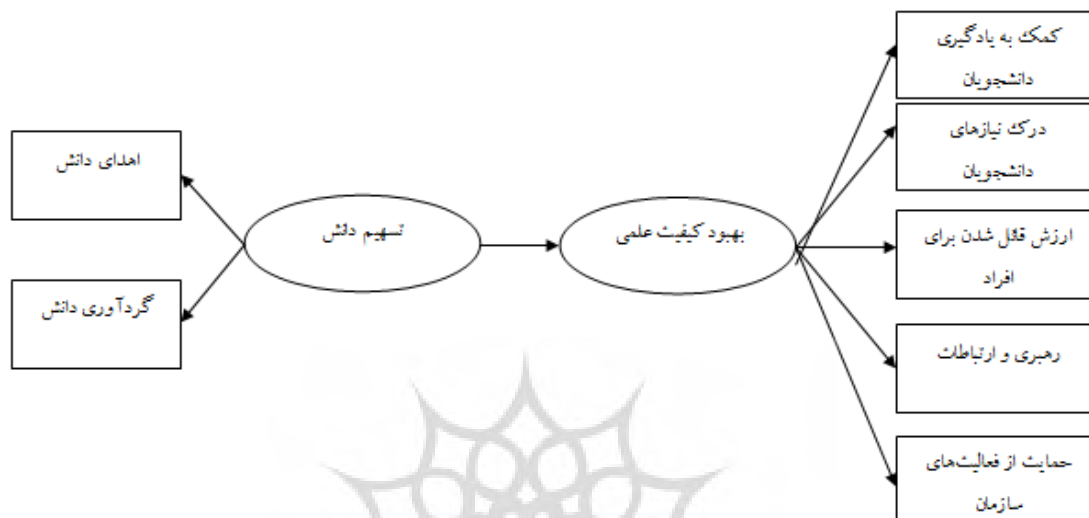 کمک به یادگیری
دانشجویان
درک نیازهای
دانشجویان
ارزش قائل شدن برای
افراد
رهبری و ارتباطات
حمایت از فعالیت‌های
سازمان
بهبود کیفیت علمی
تسهیم دانش
اهدای دانش
گردآوری دانش